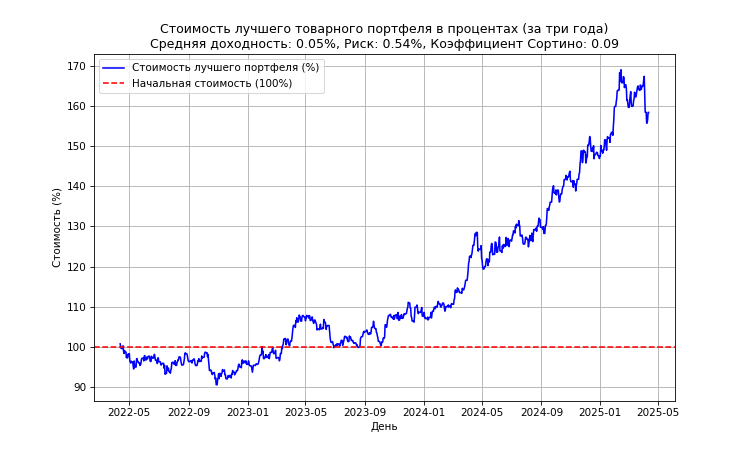 Стоимость лучшего товарного портфеля в процентах (за три года)
Средняя доходность: 0.05%, Риск: 0.54%, Коэффициент Сортино: 0.09
Стоимость лучшего портфеля (%)
Начальная стоимость (100%)
Стоимость (%)
170
160
150
140
130
120
110
100
90
2022-05 2022-09 2023-01 2023-05 2023-09 2024-01 2024-05 2024-09 2025-01 2025-05
День